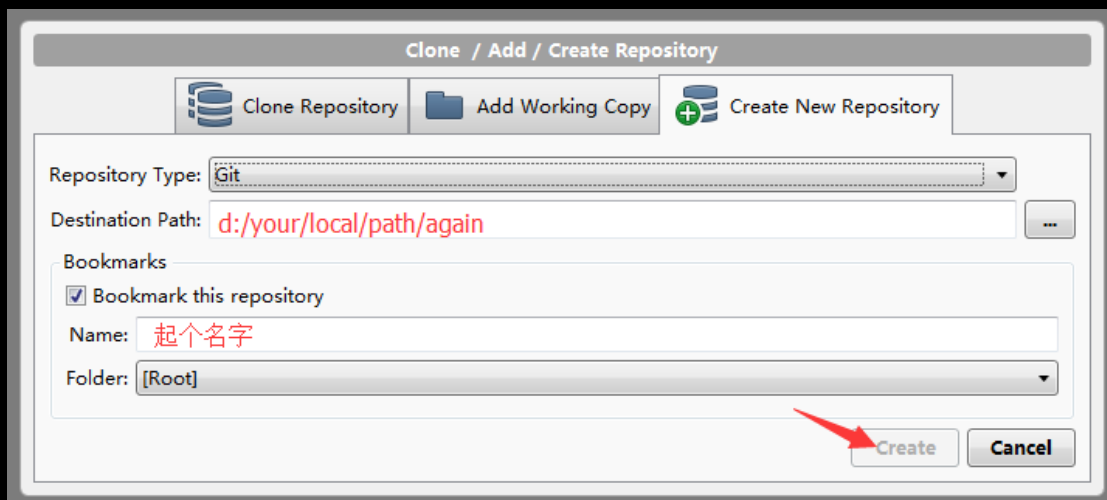 Clone / Add / Create Repository
Clone Repository Add Working Copy Create New Repository
Repository Type: Git
Destination Path: d:/your/local/path/again ...
Bookmarks
Bookmark this repository
Name: 起个名字
Folder: [Root]
Create Cancel